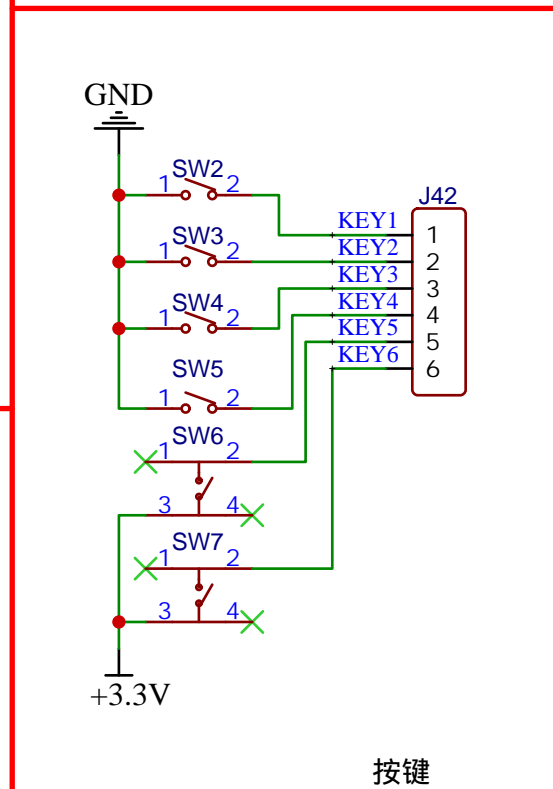 GND
SW2
1 2
J42
KEY1 1
SW3
1 2
KEY2 2
KEY3 3
SW4
1 2
KEY4 4
KEY5 5
KEY6 6
SW5
1 2
SW6
1 2
3 4
SW7
1 2
3 4
+3.3V
按键